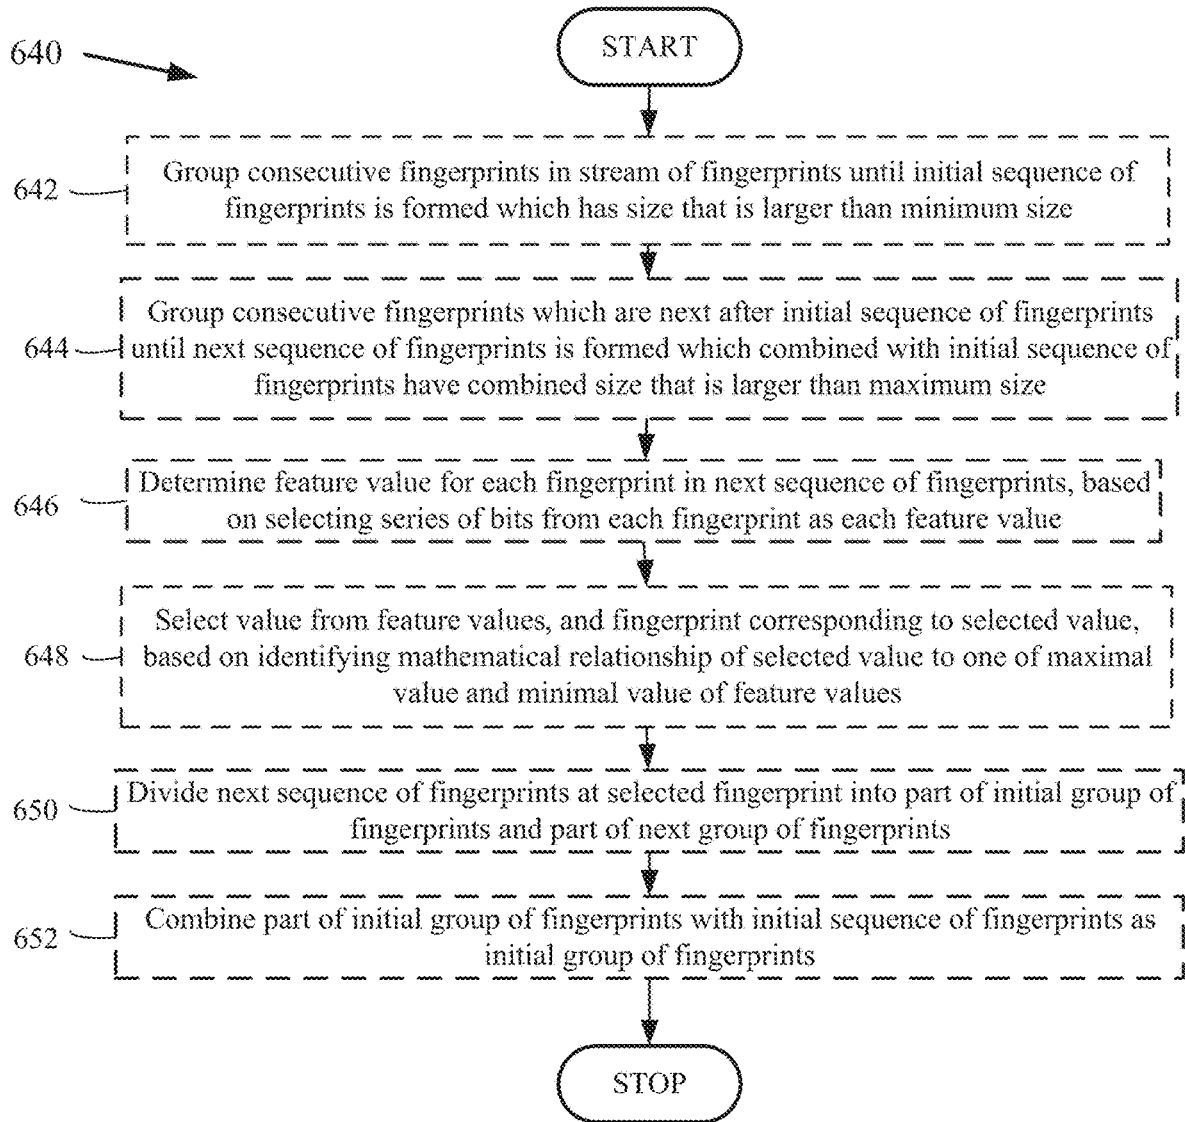 START
640
642
Group consecutive fingerprints in stream of fingerprints until initial sequence of
fingerprints is formed which has size that is larger than minimum size
644
Group consecutive fingerprints which are next after initial sequence of fingerprints
until next sequence of fingerprints is formed which combined with initial sequence of
fingerprints have combined size that is larger than maximum size
646
Determine feature value for each fingerprint in next sequence of fingerprints, based
on selecting series of bits from each fingerprint as each feature value
648
Select value from feature values, and fingerprint corresponding to selected value,
based on identifying mathematical relationship of selected value to one of maximal
value and minimal value of feature values
650
Divide next sequence of fingerprints at selected fingerprint into part of initial group of
fingerprints and part of next group of fingerprints
652
Combine part of initial group of fingerprints with initial sequence of fingerprints as
initial group of fingerprints
STOP